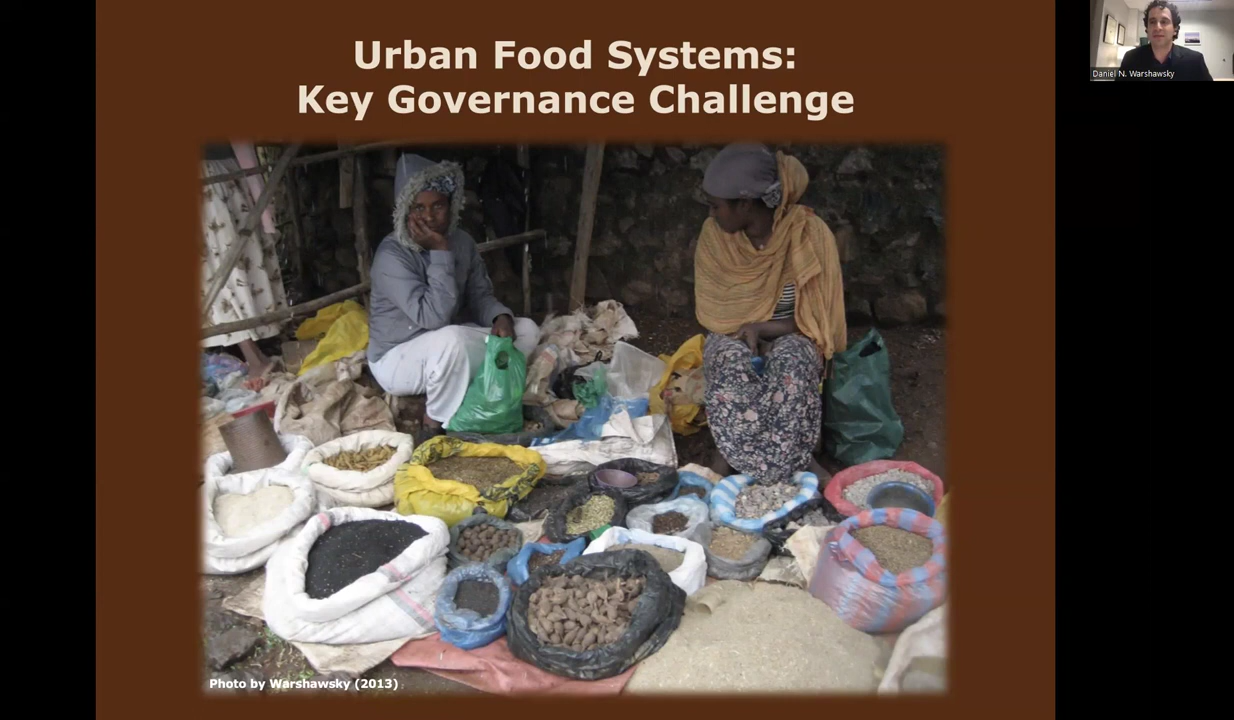 Urban Food Systems:
Key Governance Challenge
Daniel N. Warshawsky
Photo by Warshawsky (2013)